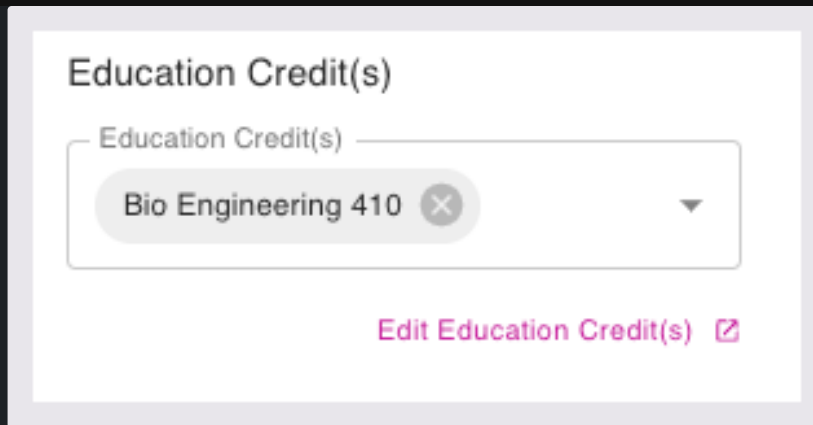 Education Credit(s)
Education Credit(s)
Bio Engineering 410
Edit Education Credit(s)